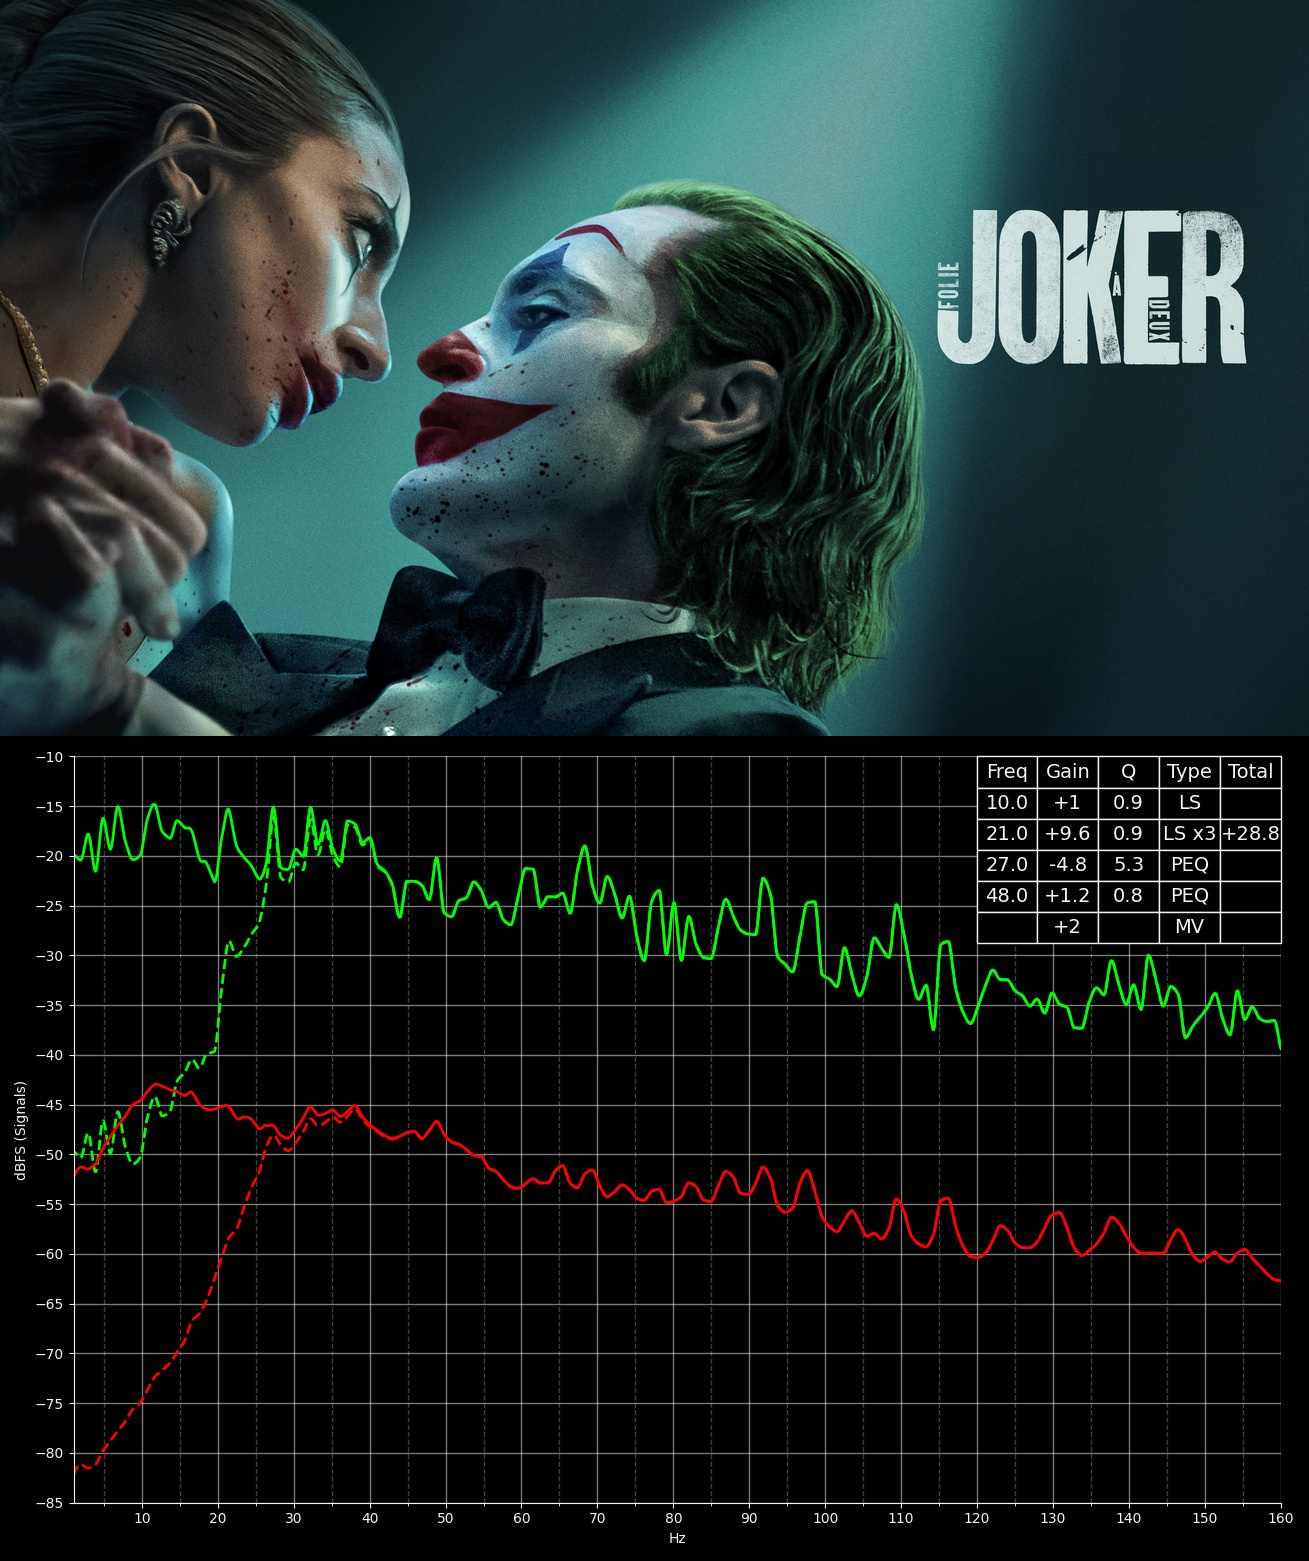 FOLIE
JOKER
À
DEUX
Freq Gain Q Type Total
10.0 +1 0.9 LS
21.0 +9.6 0.9 LS x3 +28.8
27.0 -4.8 5.3 PEQ
48.0 +1.2 0.8 PEQ
+2 MV
−10
−15
−20
−25
−30
−35
−40
−45
−50
−55
−60
−65
−70
−75
−80
−85
dBFS (Signals)
10 20 30 40 50 60 70 80 90 100 110 120 130 140 150 160
Hz